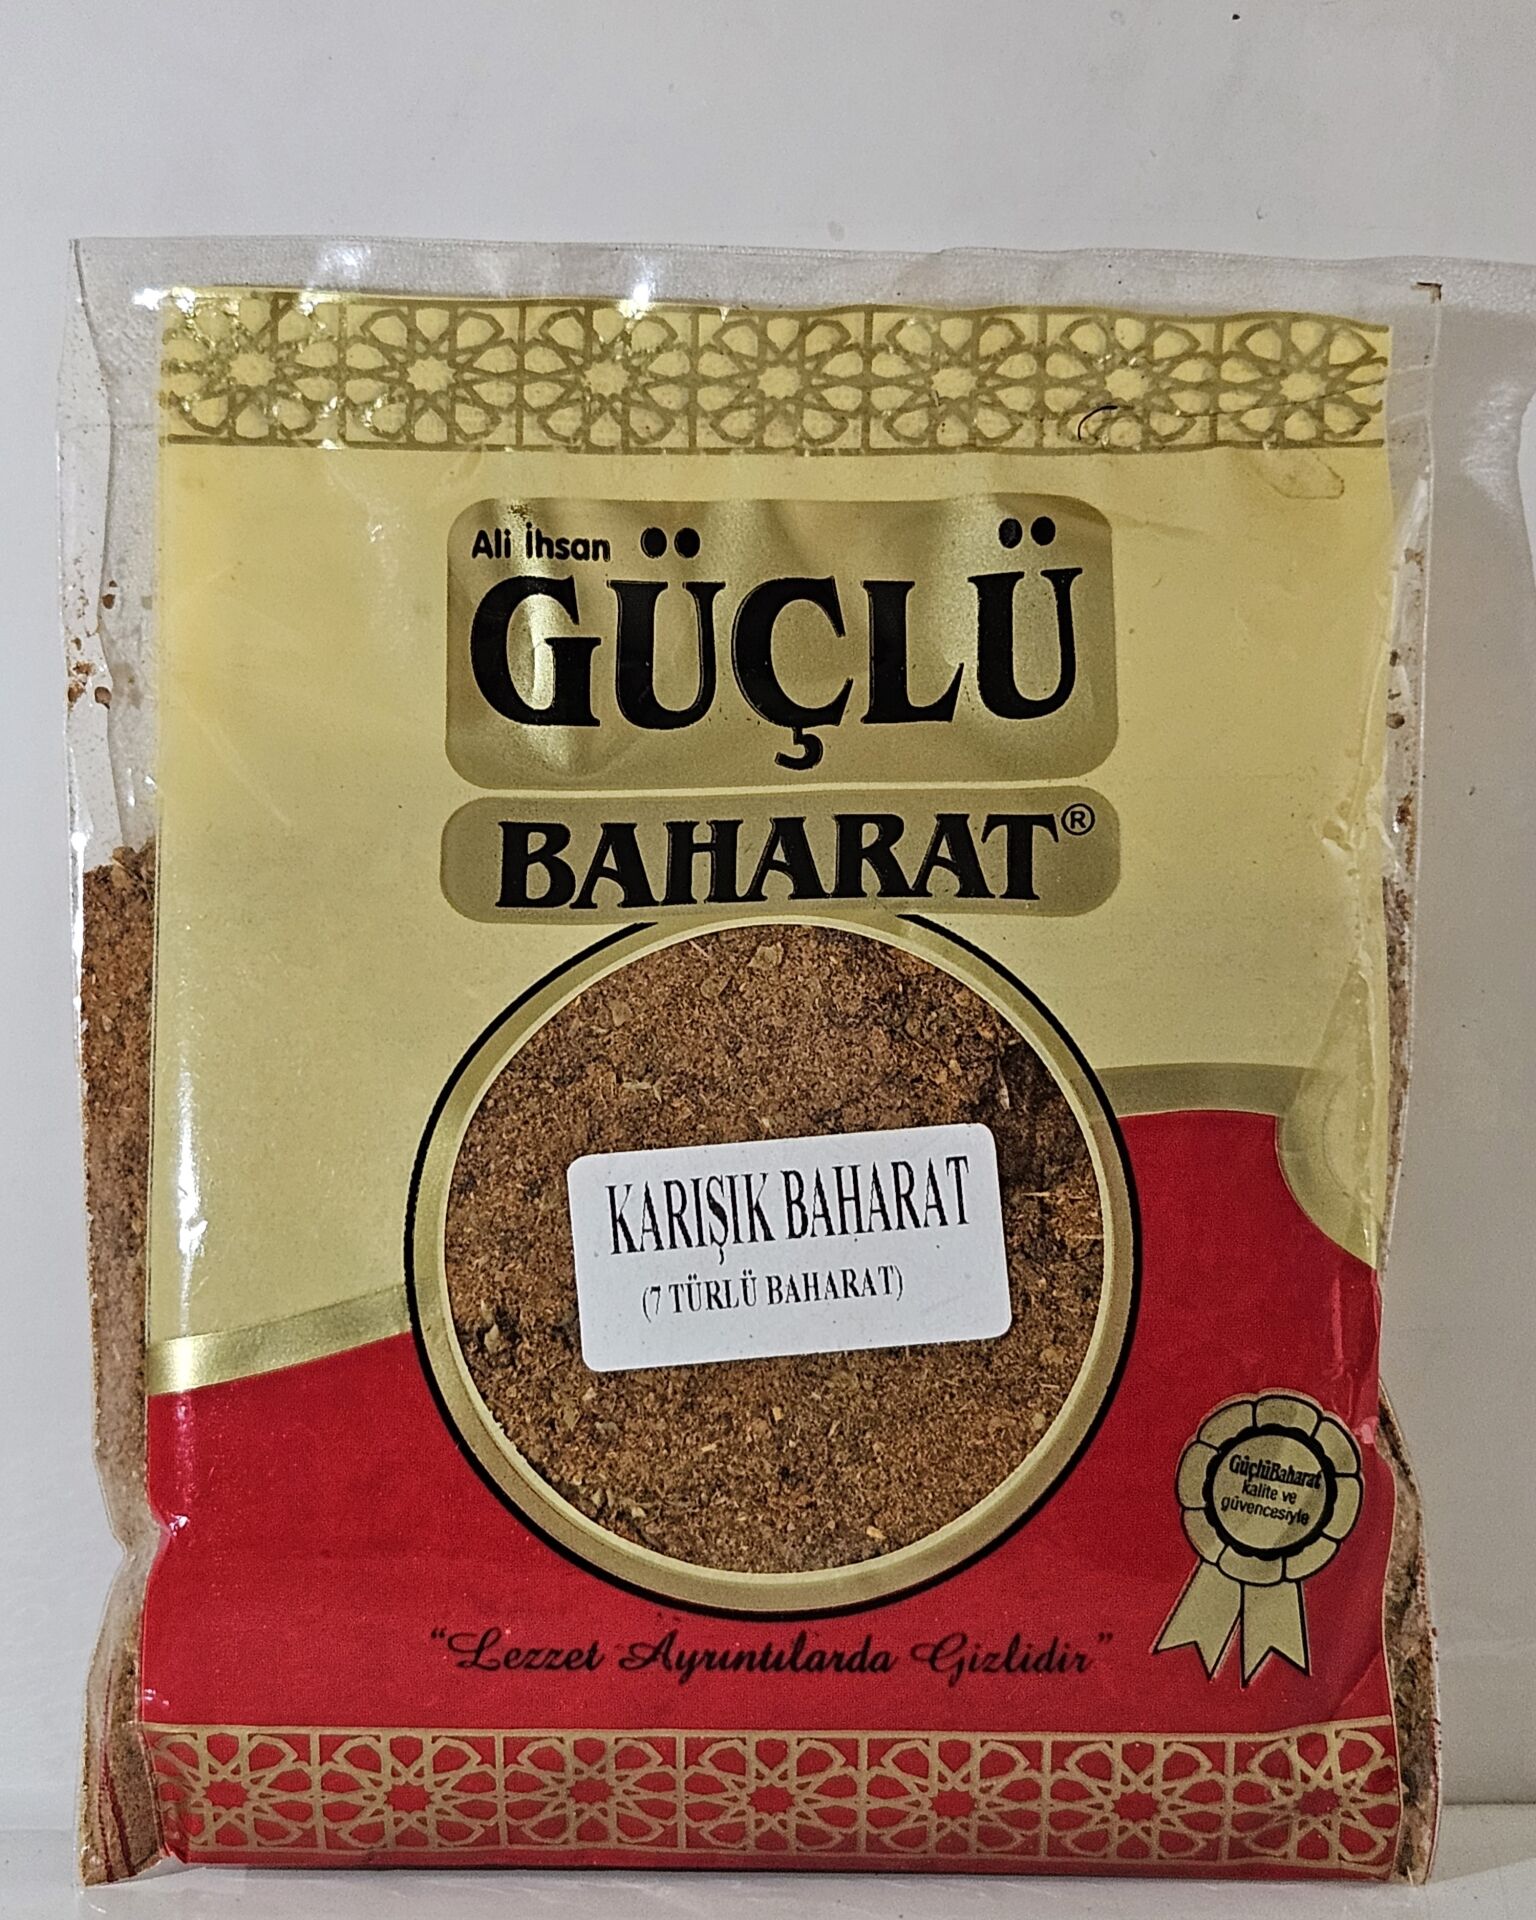 Ali İhsan
GÜÇLÜ
BAHARAT®
KARIŞIK BAHARAT
(7 TÜRLÜ BAHARAT)
GüçlüBaharat
kalite ve
güvencesiyle
"Lezzet Ayrıntılarda Gizlidir"